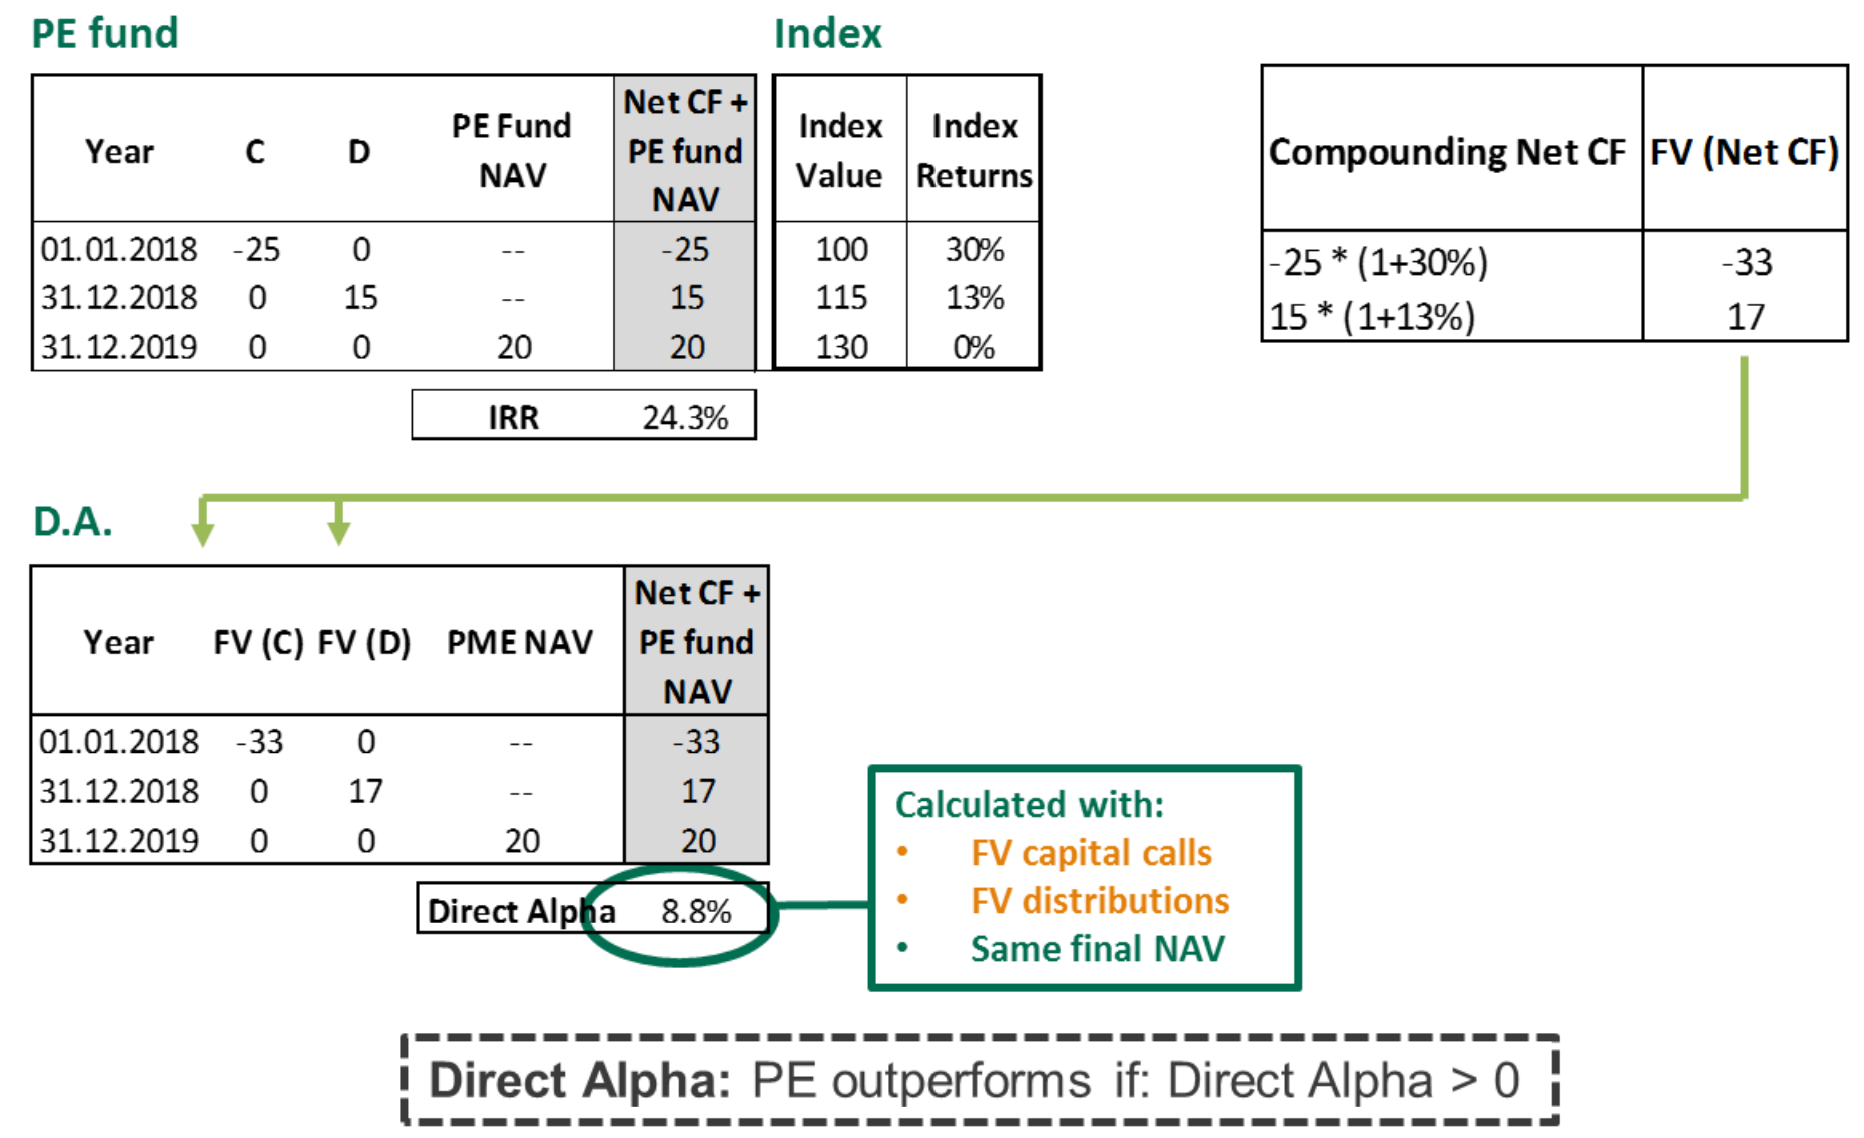 PE fund
Index
Year C D PE Fund NAV Net CF + PE fund NAV Index Value Index Returns
01.01.2018 -25 0 -- -25 100 30%
31.12.2018 0 15 -- 15 115 13%
31.12.2019 0 0 20 20 130 0%
IRR 24.3%
Compounding Net CF FV (Net CF)
-25 * (1+30%) -33
15 * (1+13%) 17
D.A.
Year FV (C) FV (D) PME NAV Net CF + PE fund NAV
01.01.2018 -33 0 -- -33
31.12.2018 0 17 -- 17
31.12.2019 0 0 20 20
Direct Alpha 8.8%
Calculated with:
• FV capital calls
• FV distributions
• Same final NAV
Direct Alpha: PE outperforms if: Direct Alpha > 0